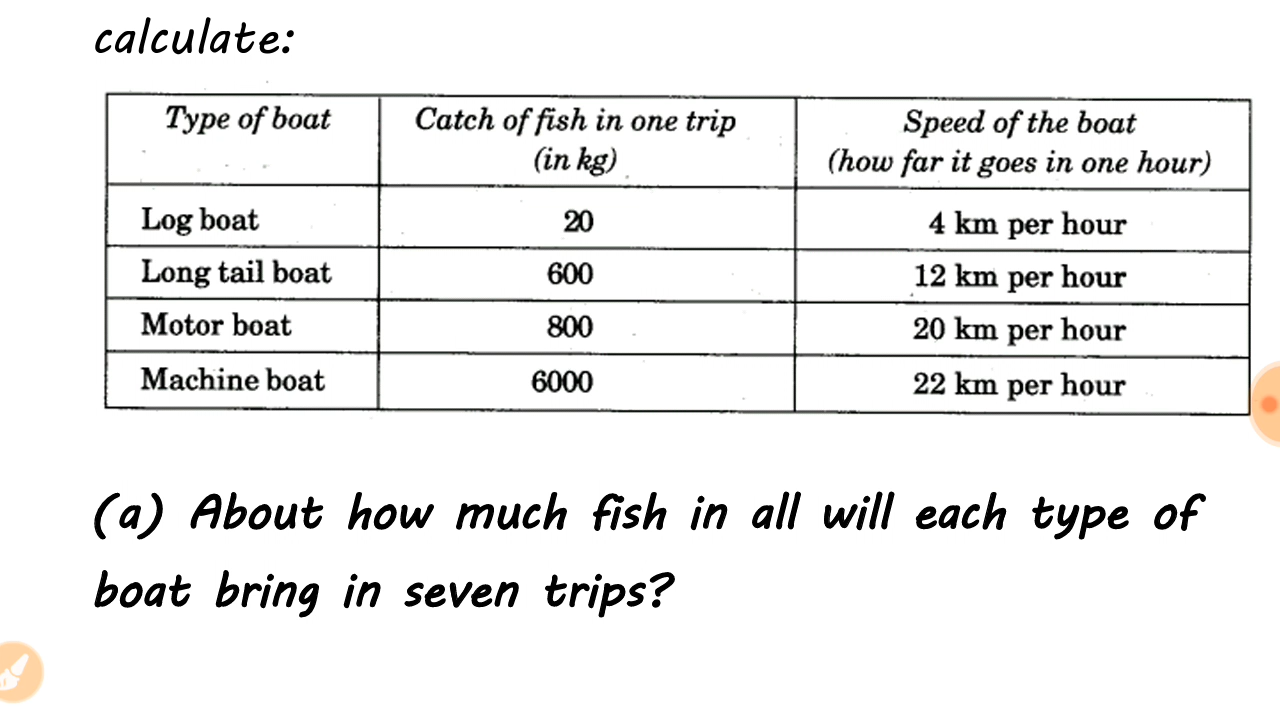 calculate:
Type of boat Catch of fish in one trip Speed of the boat
(in kg) (how far it goes in one hour)
Log boat 20 4 km per hour
Long tail boat 600 12 km per hour
Motor boat 800 20 km per hour
Machine boat 6000 22 km per hour
(a) About how much fish in all will each type of
boat bring in seven trips?